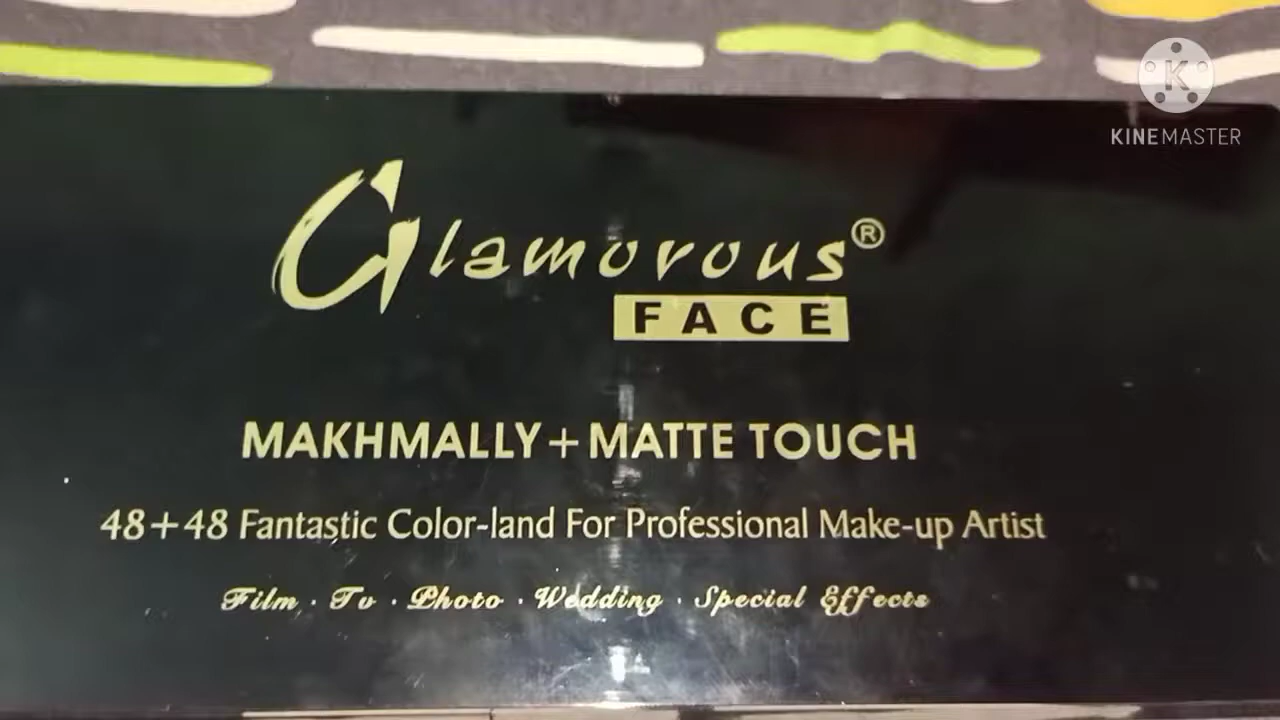 K
KINEMASTER
Glamorous®
FACE
MAKHMALLY+MATTE TOUCH
48+48 Fantastic Color-land For Professional Make-up Artist
Film · Tv · Photo · Wedding · Special Effects